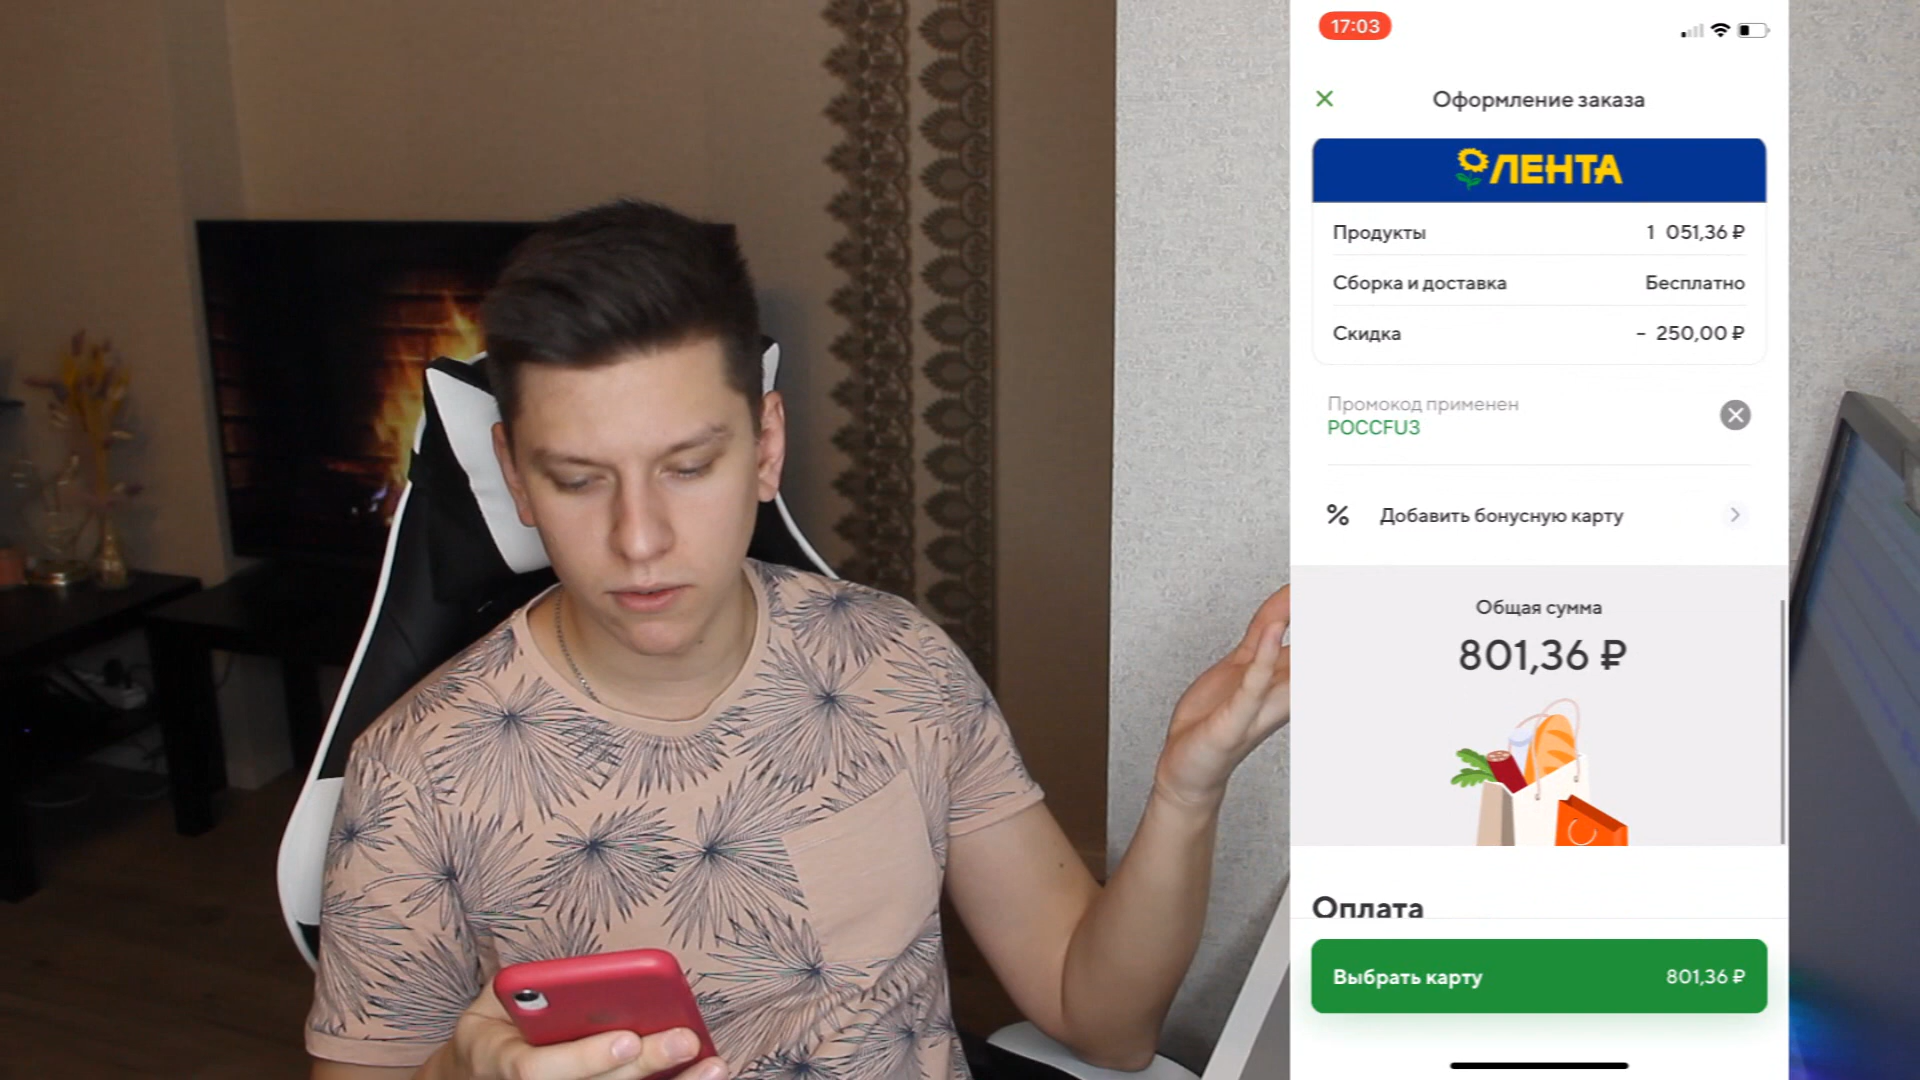 17:03
Оформление заказа
ЛЕНТА
Продукты 1 051,36 ₽
Сборка и доставка Бесплатно
Скидка - 250,00 ₽
Промокод применен
POCCFU3
% Добавить бонусную карту
Общая сумма
801,36 ₽
Оплата
Выбрать карту 801,36 ₽